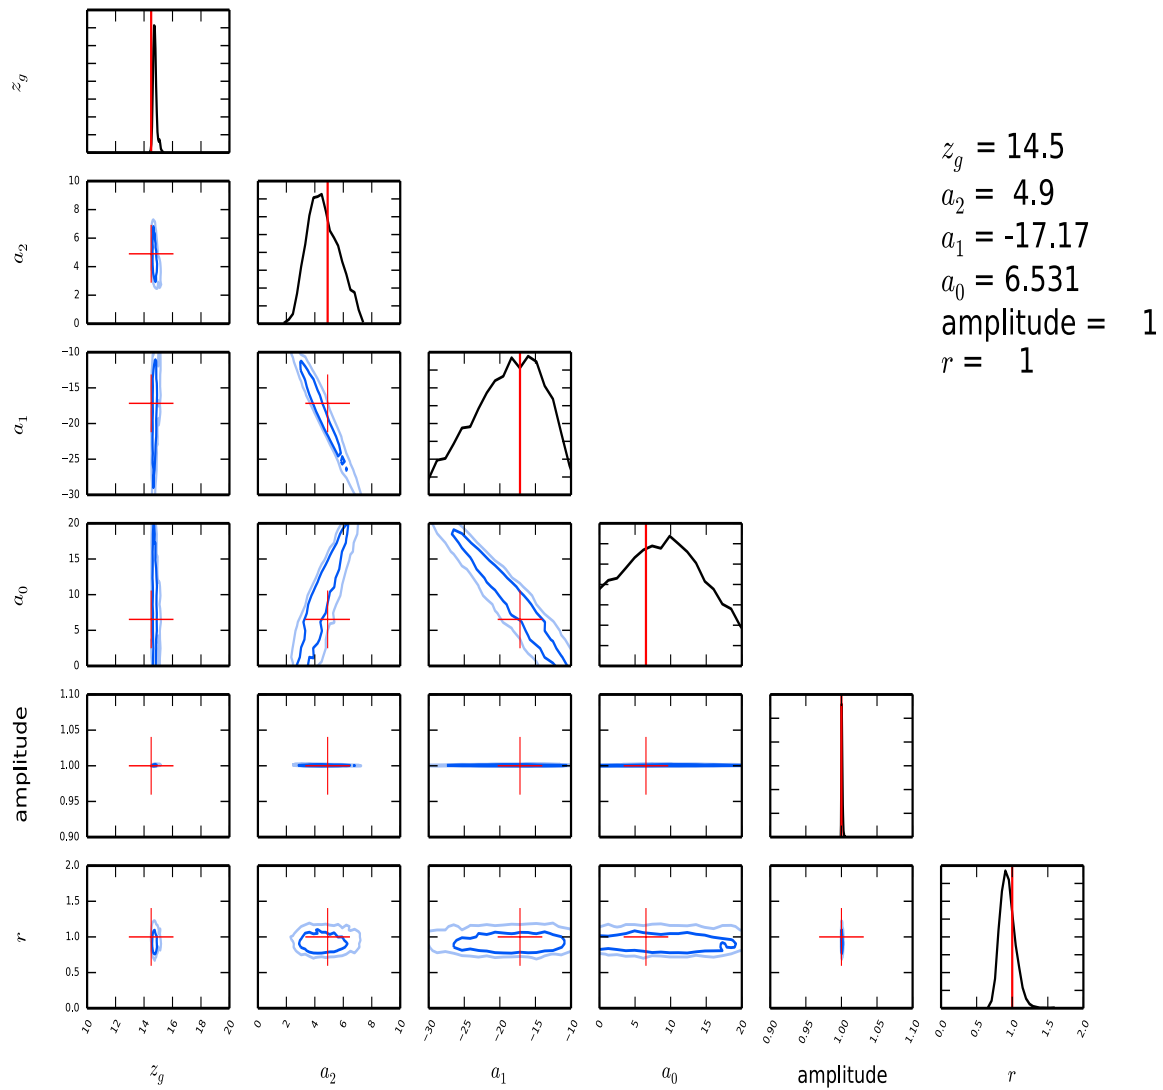 z_g
z_g = 14.5
a_2 = 4.9
a_1 = -17.17
a_0 = 6.531
amplitude = 1
r = 1
10
8
6
4
2
0
a_2
−10
−15
−20
−25
−30
a_1
20
15
10
5
0
a_0
1.10
1.05
1.00
0.95
0.90
amplitude
2.0
1.5
1.0
0.5
0.0
r
10 12 14 16 18 20 0 2 4 6 8 10 −30 −25 −20 −15 −10 0 5 10 15 20 0.90 0.95 1.00 1.05 1.10 0.0 0.5 1.0 1.5 2.0
z_g a_2 a_1 a_0 amplitude r